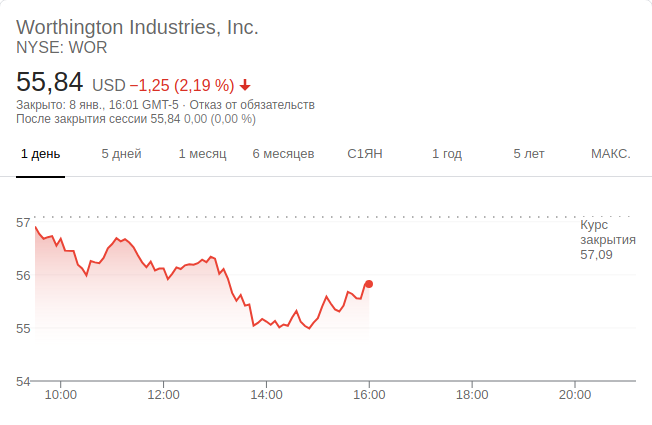 Worthington Industries, Inc.
NYSE: WOR
55,84 USD −1,25 (2,19 %)
Закрыто: 8 янв., 16:01 GMT-5 · Отказ от обязательств
После закрытия сессии 55,84 0,00 (0,00 %)
1 день 5 дней 1 месяц 6 месяцев С1ЯН 1 год 5 лет МАКС.
57
Курс
закрытия
57,09
56
55
54
10:00 12:00 14:00 16:00 18:00 20:00